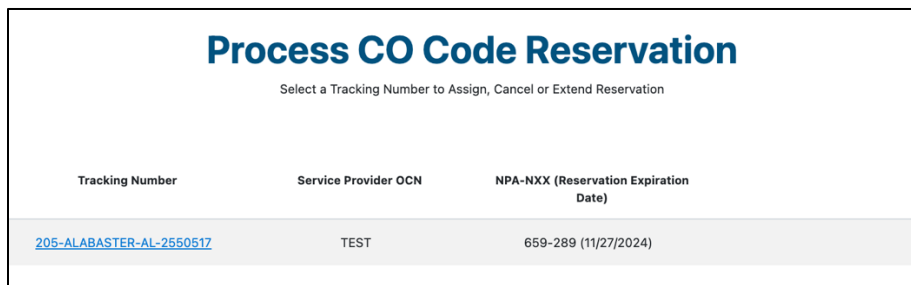 Process CO Code Reservation
Select a Tracking Number to Assign, Cancel or Extend Reservation
Tracking Number Service Provider OCN NPA-NXX (Reservation Expiration
Date)
205-ALABASTER-AL-2550517 TEST 659-289 (11/27/2024)